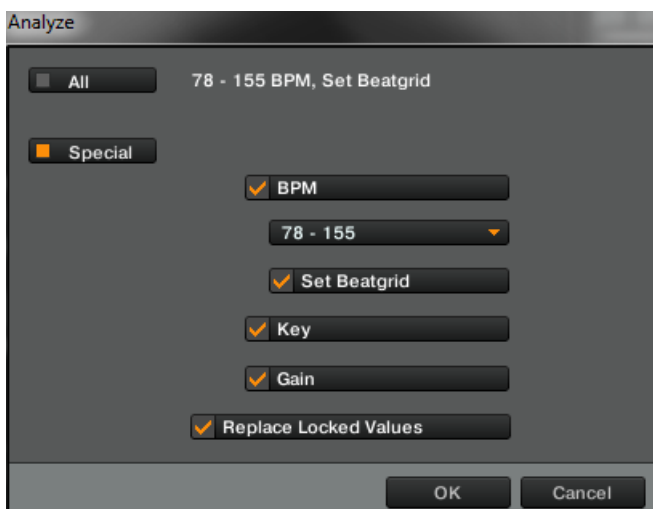 Analyze
All
78 - 155 BPM, Set Beatgrid
Special
BPM
78 - 155
Set Beatgrid
Key
Gain
Replace Locked Values
OK
Cancel